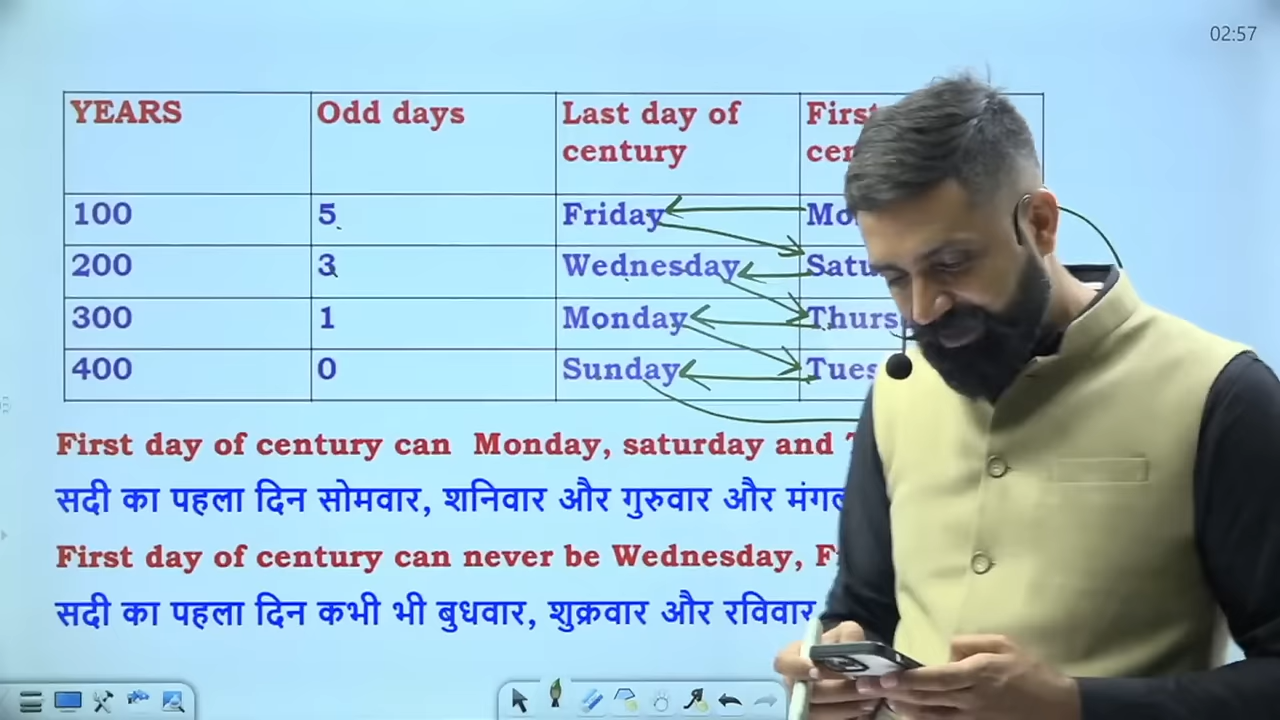 02:57
YEARS Odd days Last day of First
century
100 5 Friday
200 3 Wednesday
300 1 Monday
400 0 Sunday
First day of century can Monday, saturday and
सदी का पहला दिन सोमवार, शनिवार और गुरुवार और
First day of century can never be Wednesday,
सदी का पहला दिन कभी भी बुधवार, शुक्रवार और रविवार